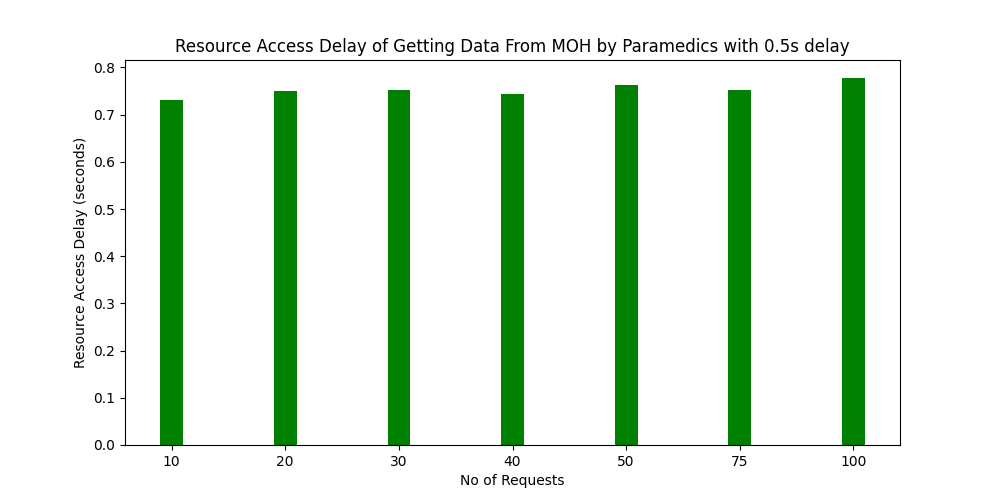 Resource Access Delay of Getting Data From MOH by Paramedics with 0.5s delay
0.8
0.7
0.6
0.5
0.4
0.3
0.2
0.1
0.0
Resource Access Delay (seconds)
10 20 30 40 50 75 100
No of Requests